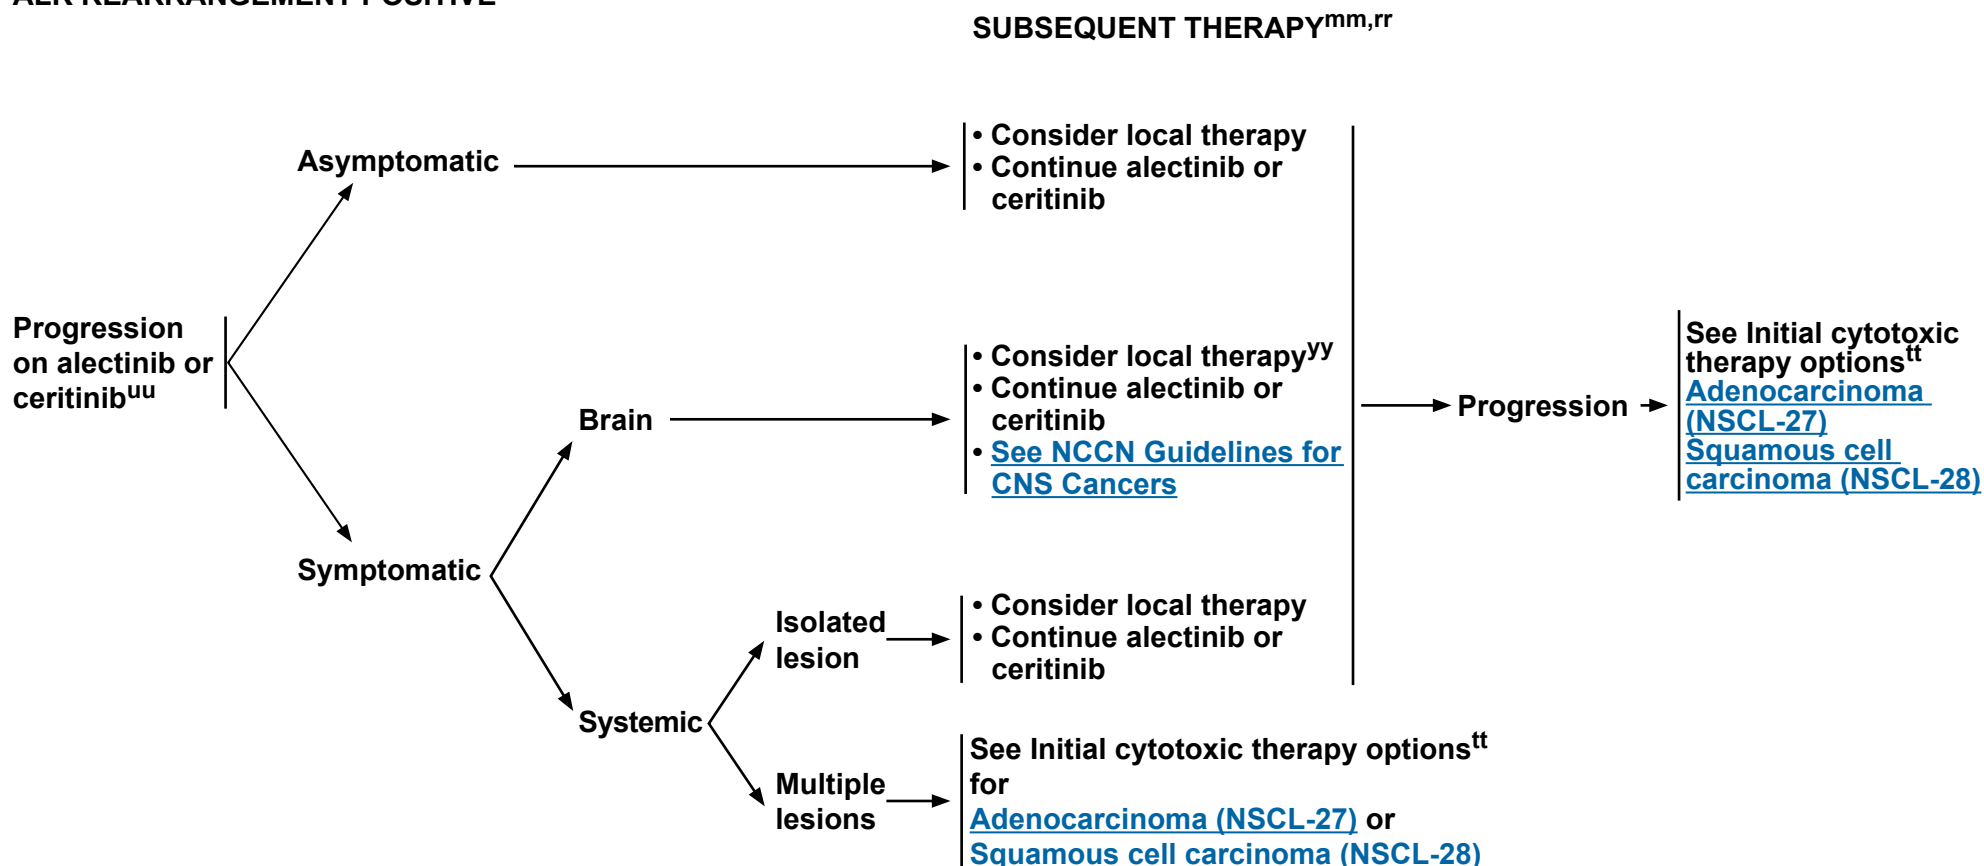 ALK REARRANGEMENT POSITIVE
SUBSEQUENT THERAPYmm,rr
Asymptomatic
• Consider local therapy
• Continue alectinib or
ceritinib
Progression
on alectinib or
ceritinibuu
Brain
• Consider local therapyyy
• Continue alectinib or
ceritinib
• See NCCN Guidelines for
CNS Cancers
Progression
See Initial cytotoxic
therapy optionstt
Adenocarcinoma
(NSCL-27)
Squamous cell
carcinoma (NSCL-28)
Symptomatic
Isolated
lesion
• Consider local therapy
• Continue alectinib or
ceritinib
Systemic
Multiple
lesions
See Initial cytotoxic therapy optionstt
for
Adenocarcinoma (NSCL-27) or
Squamous cell carcinoma (NSCL-28)